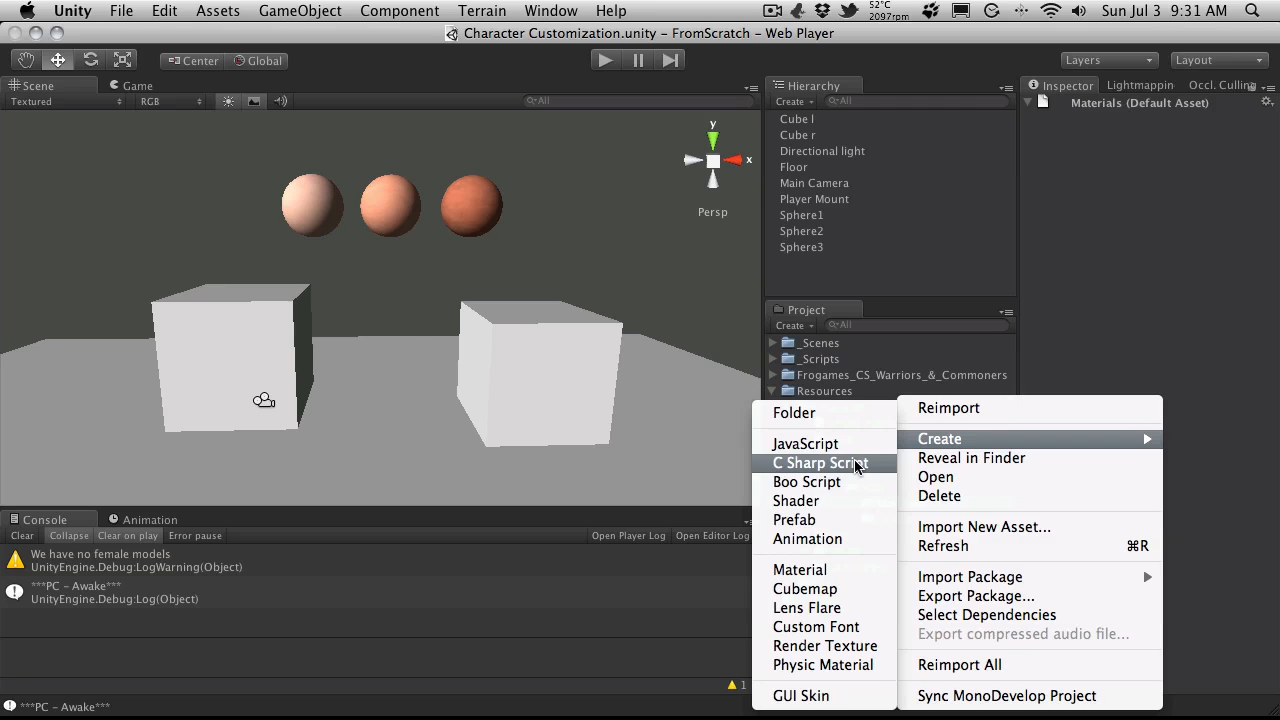 Unity File Edit Assets GameObject Component Terrain Window Help 52°C 2097rpm Sun Jul 3 9:31 AM
Character Customization.unity – FromScratch – Web Player
Center Global Layers Layout
Scene Game Hierarchy Inspector Lightmappin Occl. Culling
Textured RGB All Create All Materials (Default Asset)
Cube l
Cube r
Directional light
Floor
Main Camera
Player Mount
Sphere1
Sphere2
Sphere3
y
x
Persp
Project
Create All
_Scenes
_Scripts
Frogames_CS_Warriors_&_Commoners
Resources
Folder
JavaScript
C Sharp Script
Boo Script
Shader
Prefab
Animation
Material
Cubemap
Lens Flare
Custom Font
Render Texture
Physic Material
GUI Skin
Reimport
Create
Reveal in Finder
Open
Delete
Import New Asset...
Refresh ⌘R
Import Package
Export Package...
Select Dependencies
Export compressed audio file...
Reimport All
Sync MonoDevelop Project
Console Animation
Clear Collapse Clear on play Error pause Open Player Log Open Editor Log
We have no female models
UnityEngine.Debug:LogWarning(Object)
***PC – Awake***
UnityEngine.Debug:Log(Object)
1
***PC – Awake***